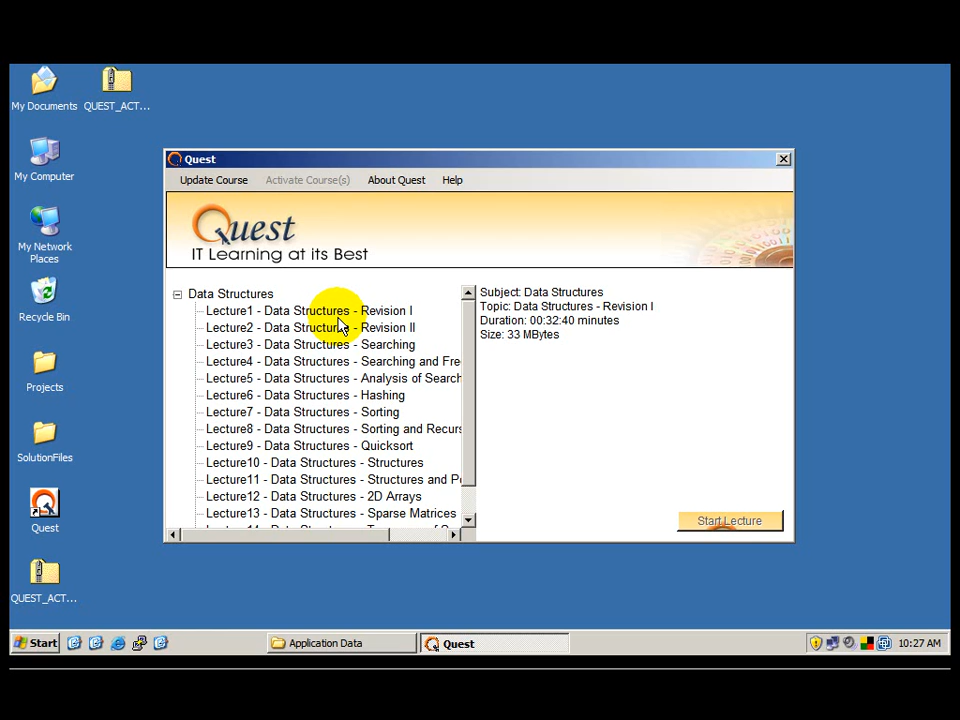 My Documents
QUEST_ACT...
My Computer
My Network
Places
Recycle Bin
Projects
SolutionFiles
Quest
QUEST_ACT...
Quest
Update Course
Activate Course(s)
About Quest
Help
Quest
IT Learning at its Best
Data Structures
Lecture1 - Data Structures - Revision I
Lecture2 - Data Structures - Revision II
Lecture3 - Data Structures - Searching
Lecture4 - Data Structures - Searching and Fre
Lecture5 - Data Structures - Analysis of Search
Lecture6 - Data Structures - Hashing
Lecture7 - Data Structures - Sorting
Lecture8 - Data Structures - Sorting and Recurs
Lecture9 - Data Structures - Quicksort
Lecture10 - Data Structures - Structures
Lecture11 - Data Structures - Structures and Po
Lecture12 - Data Structures - 2D Arrays
Lecture13 - Data Structures - Sparse Matrices
Subject: Data Structures
Topic: Data Structures - Revision I
Duration: 00:32:40 minutes
Size: 33 MBytes
Start Lecture
Start
Application Data
Quest
10:27 AM